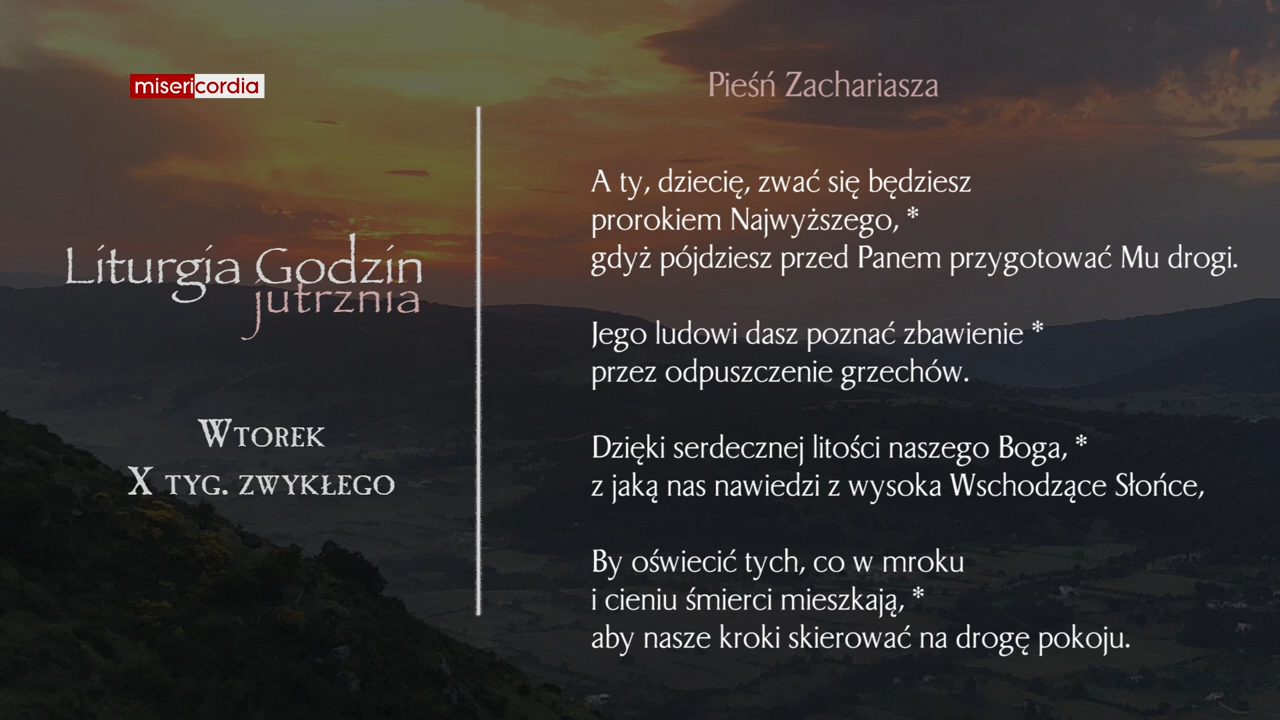 misericordia
Liturgia Godzin
jutrznia
Wtorek
X tyg. zwykłego
Pieśń Zachariasza
A ty, dziecię, zwać się będziesz
prorokiem Najwyższego, *
gdyż pójdziesz przed Panem przygotować Mu drogi.
Jego ludowi dasz poznać zbawienie *
przez odpuszczenie grzechów.
Dzięki serdecznej litości naszego Boga, *
z jaką nas nawiedzi z wysoka Wschodzące Słońce,
By oświecić tych, co w mroku
i cieniu śmierci mieszkają, *
aby nasze kroki skierować na drogę pokoju.